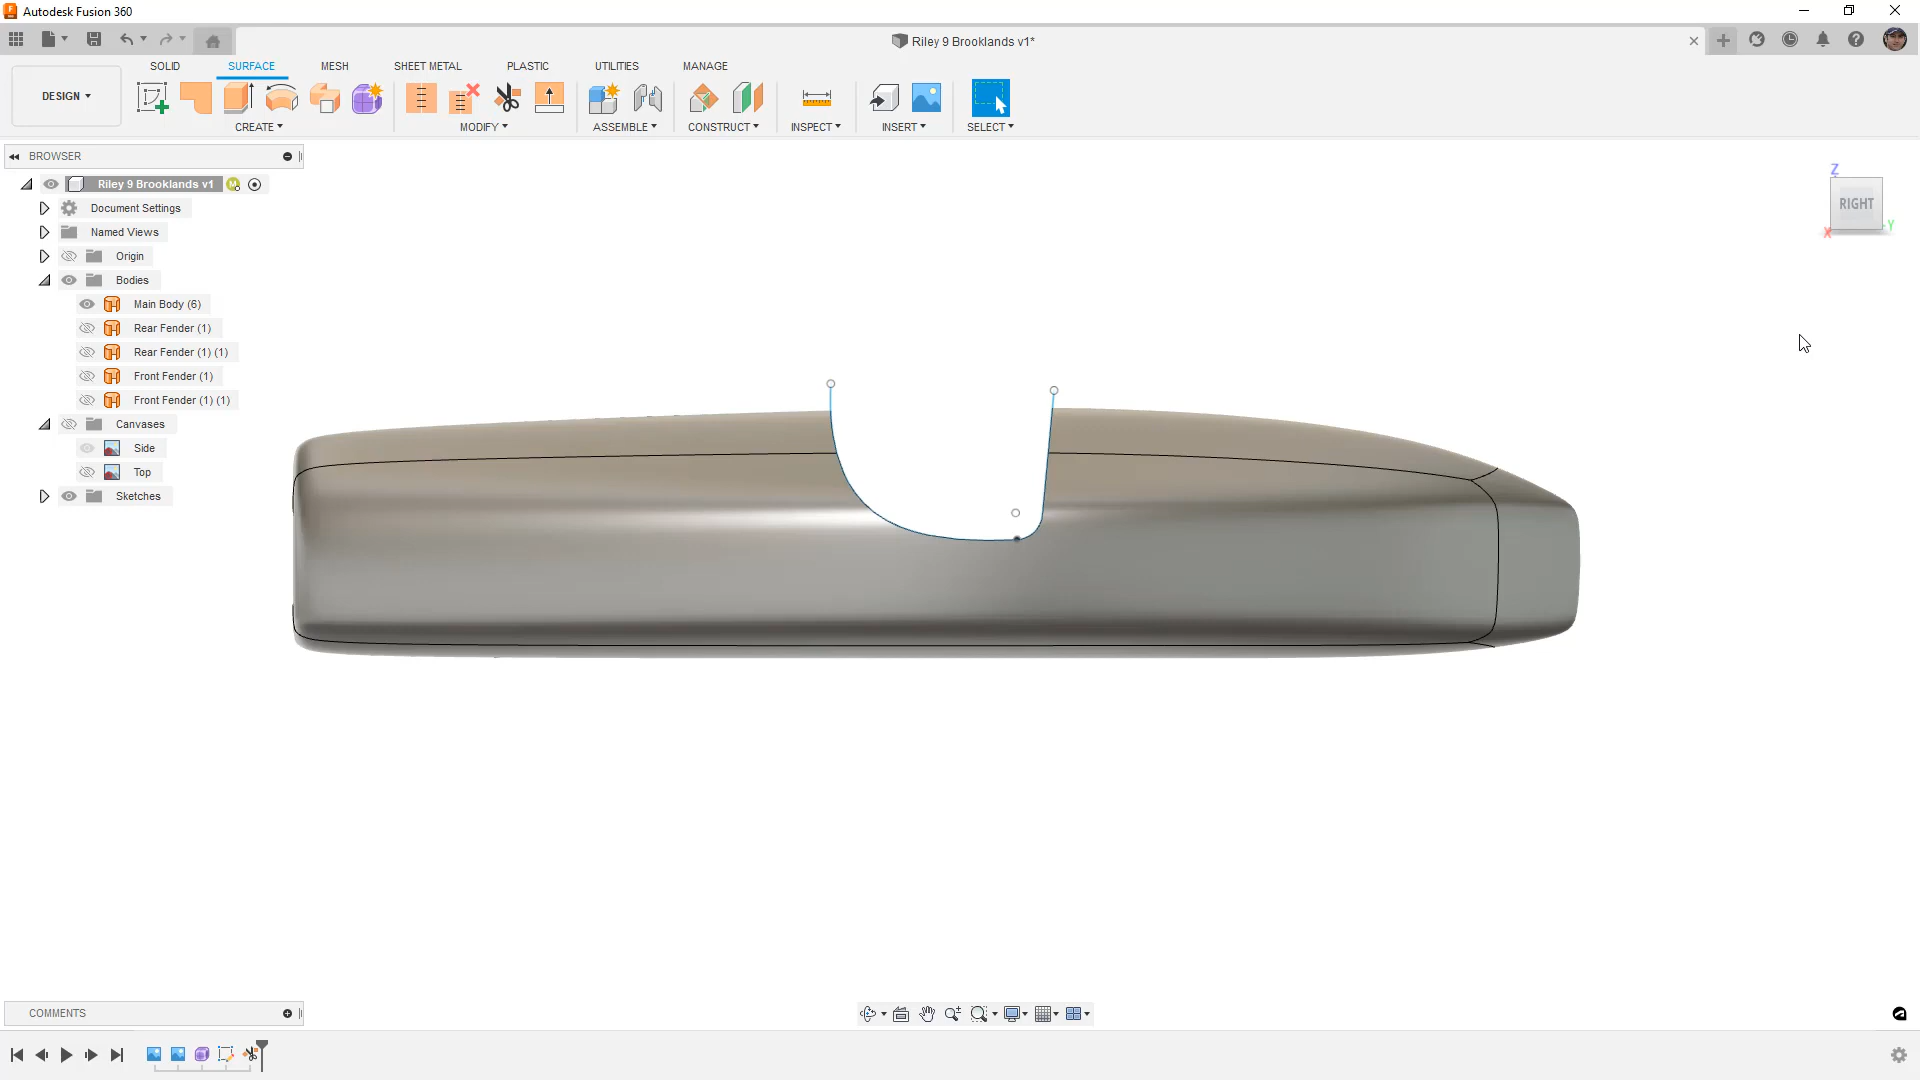 Autodesk Fusion 360
Riley 9 Brooklands v1*
SOLID SURFACE MESH SHEET METAL PLASTIC UTILITIES MANAGE
DESIGN
CREATE MODIFY ASSEMBLE CONSTRUCT INSPECT INSERT SELECT
BROWSER
Riley 9 Brooklands v1
Document Settings
Named Views
Origin
Bodies
Main Body (6)
Rear Fender (1)
Rear Fender (1) (1)
Front Fender (1)
Front Fender (1) (1)
Canvases
Side
Top
Sketches
Z
RIGHT
Y
X
COMMENTS